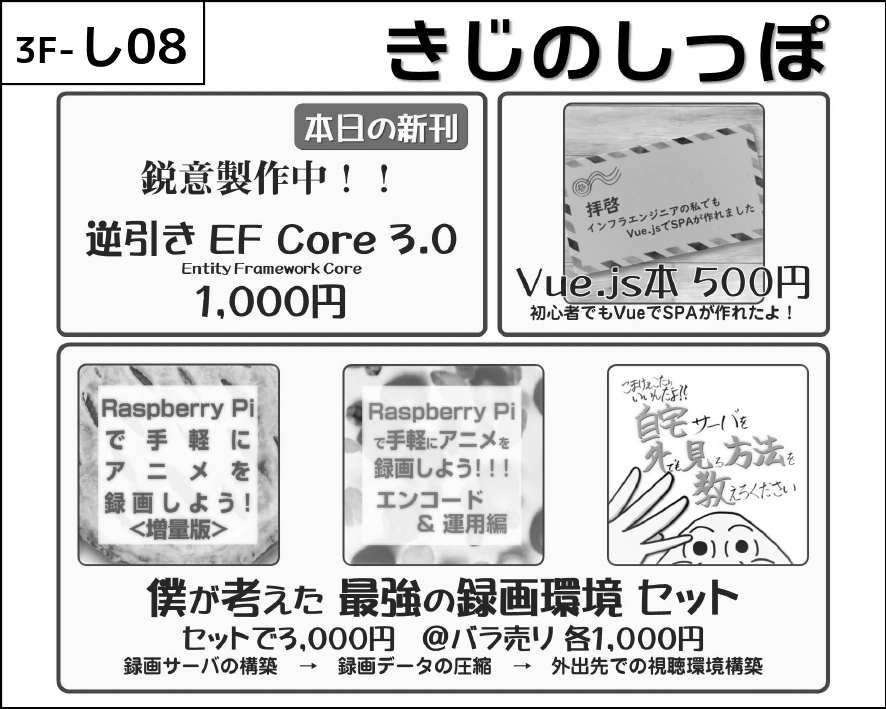 3F-し08
きじのしっぽ
本日の新刊
鋭意製作中！！
逆引き EF Core 3.0
Entity Framework Core
1,000円
拝啓
インフラエンジニアの私でも
Vue.jsでSPAが作れました
Vue.js本 500円
初心者でもVueでSPAが作れたよ！
Raspberry Pi
で手軽に
アニメを
録画しよう!
<増量版>
Raspberry Pi
で手軽にアニメを
録画しよう!!!
エンコード
& 運用編
こまけぇこたぁ
いいんだよ!!
自宅サーバを
外でも見る方法を
教えろください
僕が考えた 最強の録画環境 セット
セットで3,000円 @バラ売り 各1,000円
録画サーバの構築 → 録画データの圧縮 → 外出先での視聴環境構築